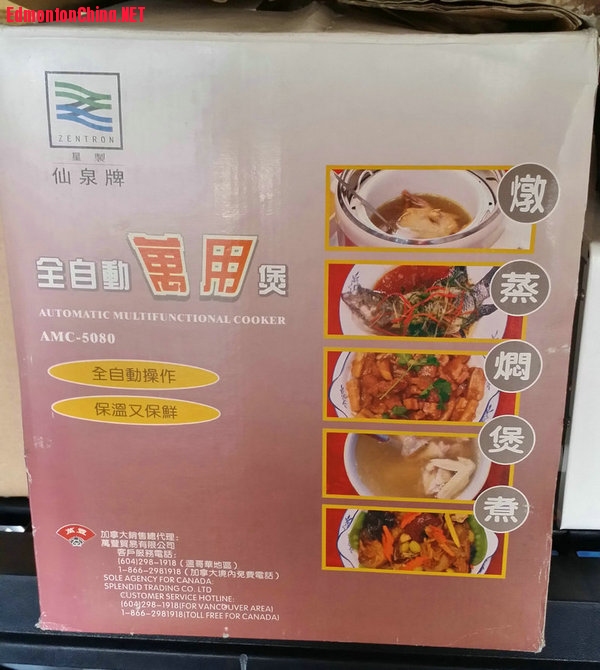 EdmontonChina.NET
ZENTRON
星製
仙泉牌
全自動萬用煲
AUTOMATIC MULTIFUNCTIONAL COOKER
AMC-5080
全自動操作
保溫又保鮮
燉
蒸
燜
煲
煮
萬豐
加拿大銷售總代理:
萬豐貿易有限公司
客戶服務電話:
(604)298-1918(溫哥華地區)
1-866-2981918(加拿大境內免費電話)
SOLE AGENCY FOR CANADA:
SPLENDID TRADING CO. LTD
CUSTOMER SERVICE HOTLINE:
(604)298-1918(FOR VANCOUVER AREA)
1-866-2981918(TOLL FREE FOR CANADA)